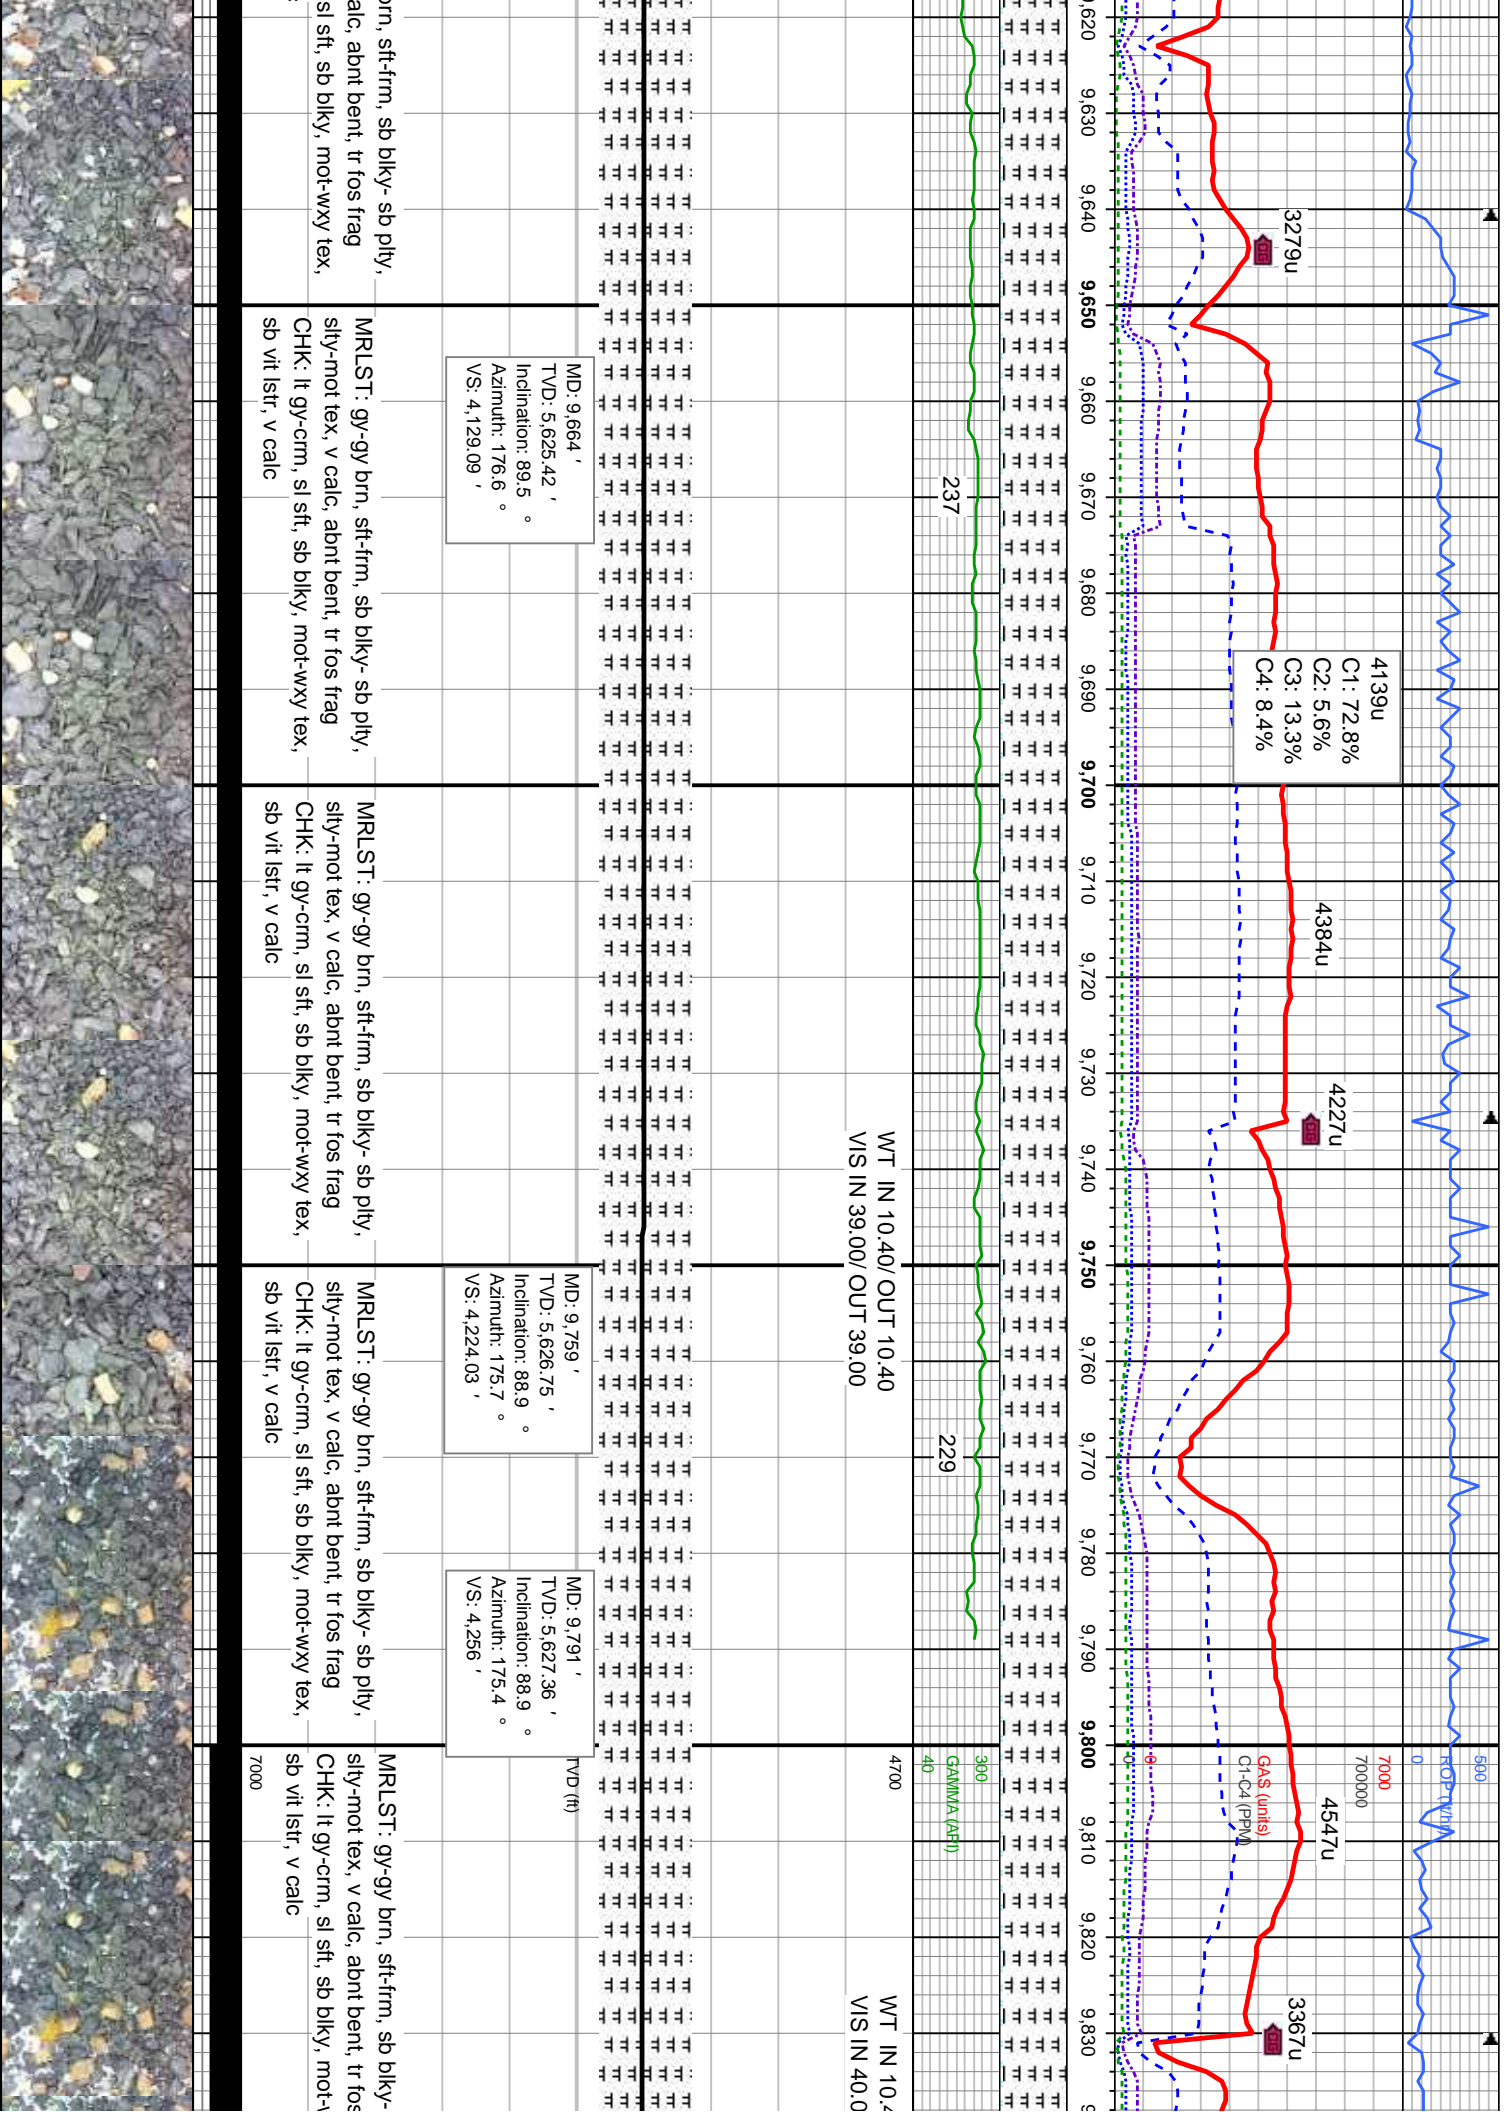 500
ROP (ft/hr)
0
3279u
4139u
C1: 72.8%
C2: 5.6%
C3: 13.3%
C4: 8.4%
4384u
4227u
7000
700000
GAS (units)
C1-C4 (PPM)
0
0
4547u
3367u
9,620
9,630
9,640
9,650
9,660
9,670
9,680
9,690
9,700
9,710
9,720
9,730
9,740
9,750
9,760
9,770
9,780
9,790
9,800
9,810
9,820
9,830
237
229
300
GAMMA (API)
40
WT IN 10.40/ OUT 10.40
VIS IN 39.00/ OUT 39.00
4700
WT IN 10.4
VIS IN 40.0
MD: 9,664 '
TVD: 5,625.42 '
Inclination: 89.5 °
Azimuth: 176.6 °
VS: 4,129.09 '
MD: 9,759 '
TVD: 5,626.75 '
Inclination: 88.9 °
Azimuth: 175.7 °
VS: 4,224.03 '
MD: 9,791 '
TVD: 5,627.36 '
Inclination: 88.9 °
Azimuth: 175.4 °
VS: 4,256 '
TVD (ft)
7000
brn, sft-frm, sb blky- sb plty,
alc, abnt bent, tr fos frag
sl sft, sb blky, mot-wxy tex,
MRLST: gy-gy brn, sft-frm, sb blky- sb plty,
slty-mot tex, v calc, abnt bent, tr fos frag
CHK: lt gy-crm, sl sft, sb blky, mot-wxy tex,
sb vit lstr, v calc
MRLST: gy-gy brn, sft-frm, sb blky- sb plty,
slty-mot tex, v calc, abnt bent, tr fos frag
CHK: lt gy-crm, sl sft, sb blky, mot-wxy tex,
sb vit lstr, v calc
MRLST: gy-gy brn, sft-frm, sb blky- sb plty,
slty-mot tex, v calc, abnt bent, tr fos frag
CHK: lt gy-crm, sl sft, sb blky, mot-wxy tex,
sb vit lstr, v calc
MRLST: gy-gy brn, sft-frm, sb blky-
slty-mot tex, v calc, abnt bent, tr fos
CHK: lt gy-crm, sl sft, sb blky, mot-
sb vit lstr, v calc